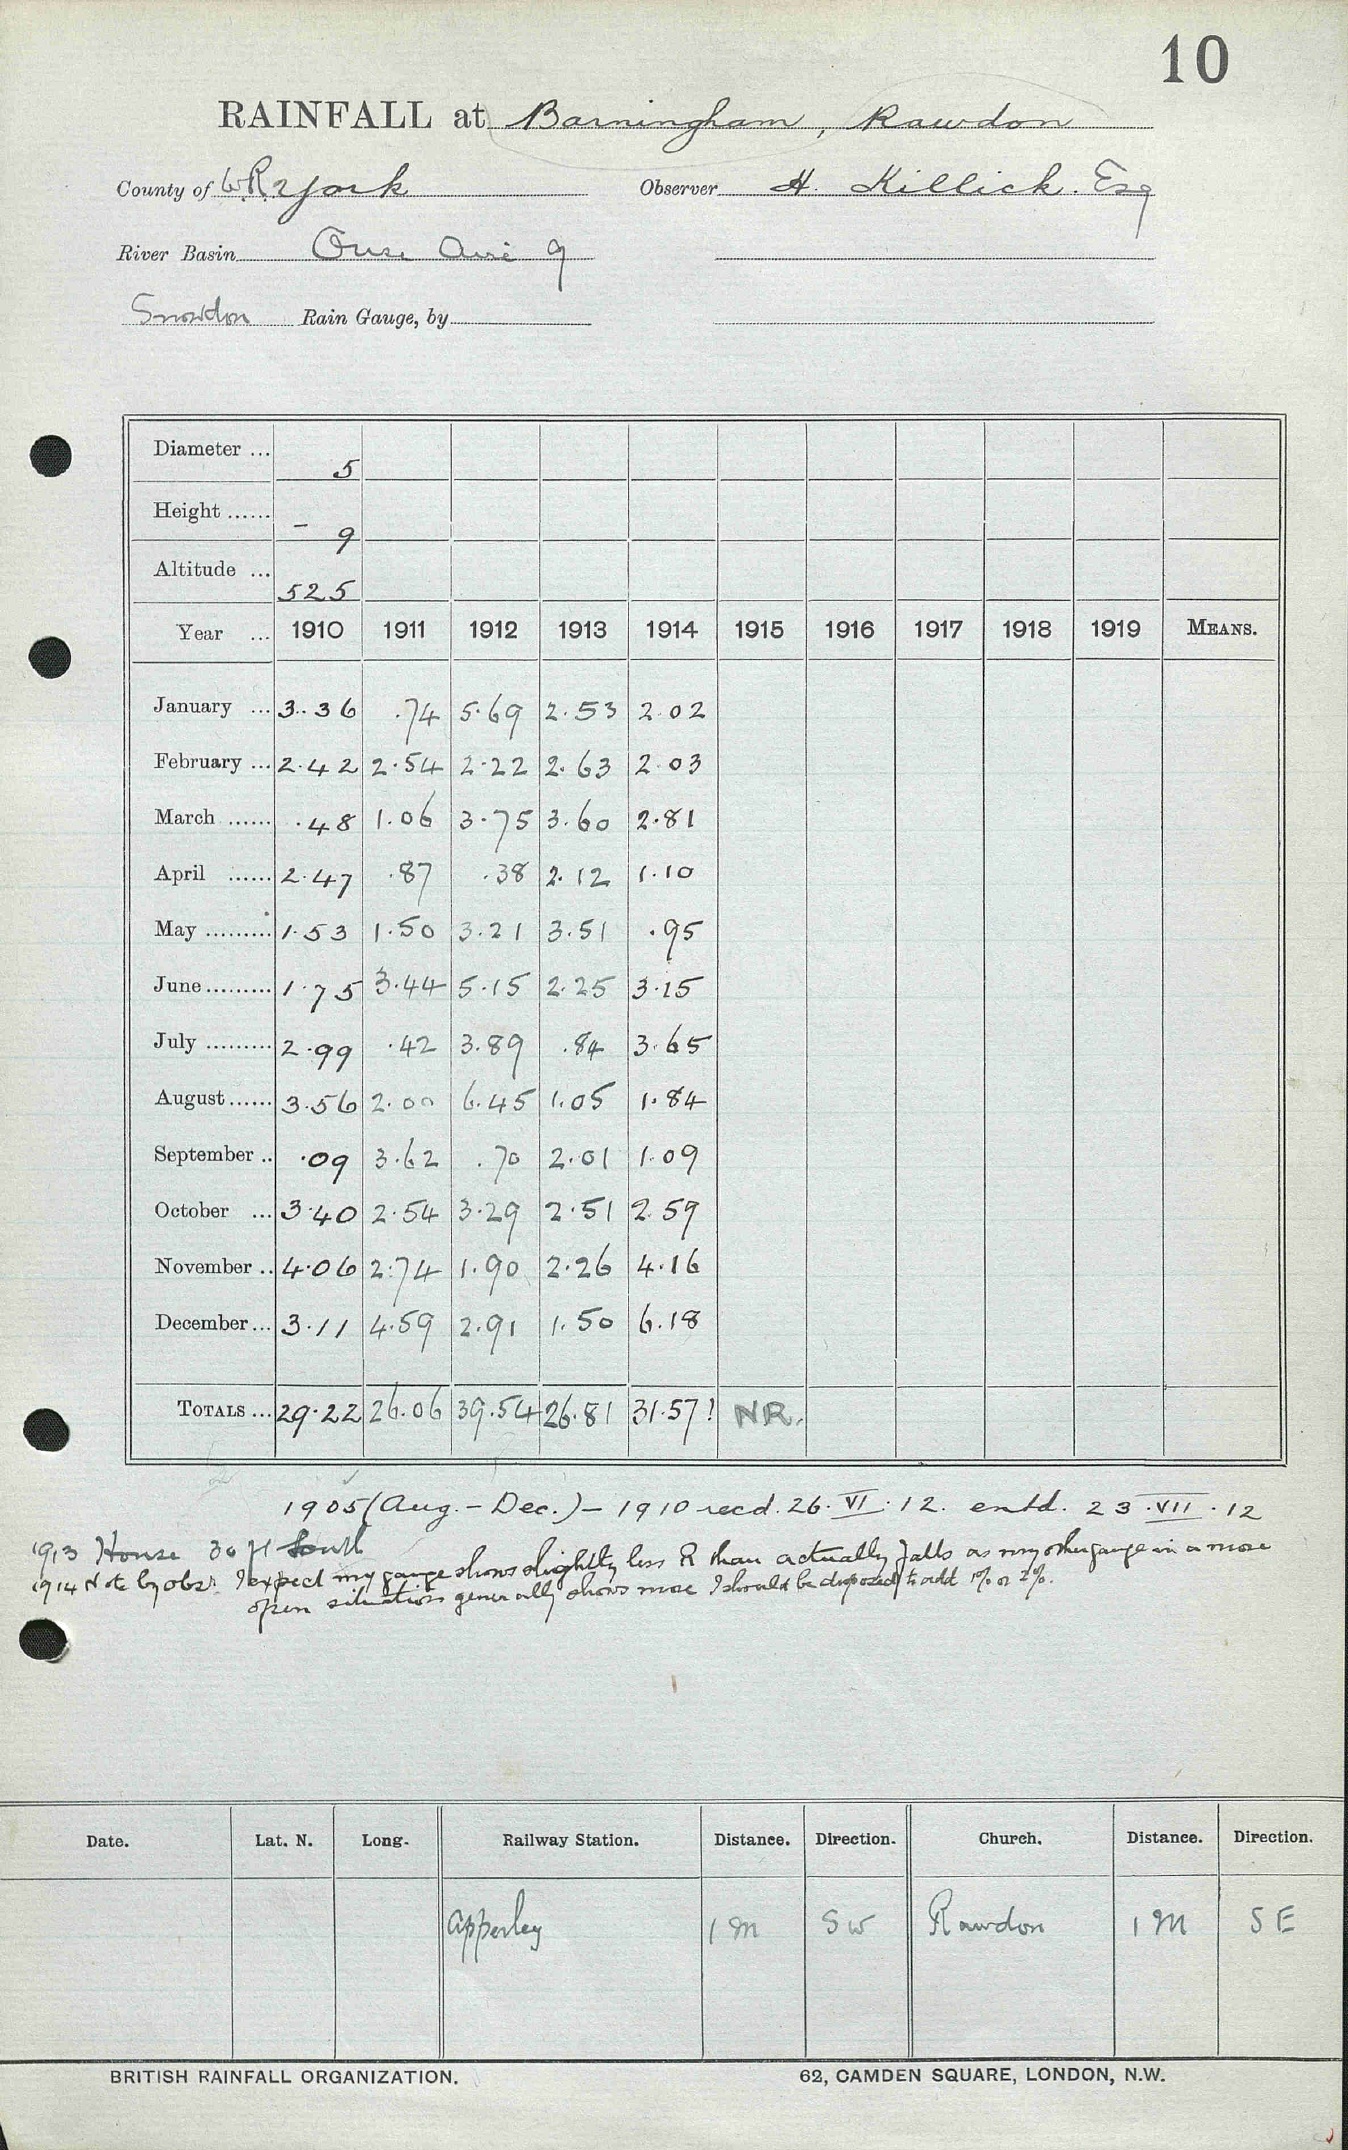 10
RAINFALL at Barningham, Rawdon
County of W.R. York Observer H. Killick. Esq
River Basin Ouse Aire 9
Snowdon Rain Gauge, by
Diameter ... 5
Height ...... - 9
Altitude ... 525
Year ... 1910 1911 1912 1913 1914 1915 1916 1917 1918 1919 MEANS.
January ... 3.36 .74 5.69 2.53 2.02
February ... 2.42 2.54 2.22 2.63 2.03
March ...... .48 1.06 3.75 3.60 2.81
April ...... 2.47 .87 .38 2.12 1.10
May ......... 1.53 1.50 3.21 3.51 .95
June ......... 1.75 3.44 5.15 2.25 3.15
July ......... 2.99 .42 3.89 .84 3.65
August ...... 3.56 2.00 6.45 1.05 1.84
September .. .09 3.62 .70 2.01 1.09
October ... 3.40 2.54 3.29 2.51 2.59
November .. 4.06 2.74 1.90 2.26 4.16
December ... 3.11 4.59 2.91 1.50 6.18
TOTALS ... 29.22 26.06 39.54 26.81 31.57! NR.
1905 (Aug. - Dec.) - 1910 recd. 26.VI.12. entd. 23.VII.12
1913 House 30 ft South
1914 Note by obsr. I expect my gauge shows slightly less R than actually falls as my other gauge in a more
open situation generally shows more I should be disposed to add 1% or 2%.
Date. Lat. N. Long. Railway Station. Distance. Direction. Church. Distance. Direction.
Apperley 1 M SW Rawdon 1 M SE
BRITISH RAINFALL ORGANIZATION. 62, CAMDEN SQUARE, LONDON, N.W.